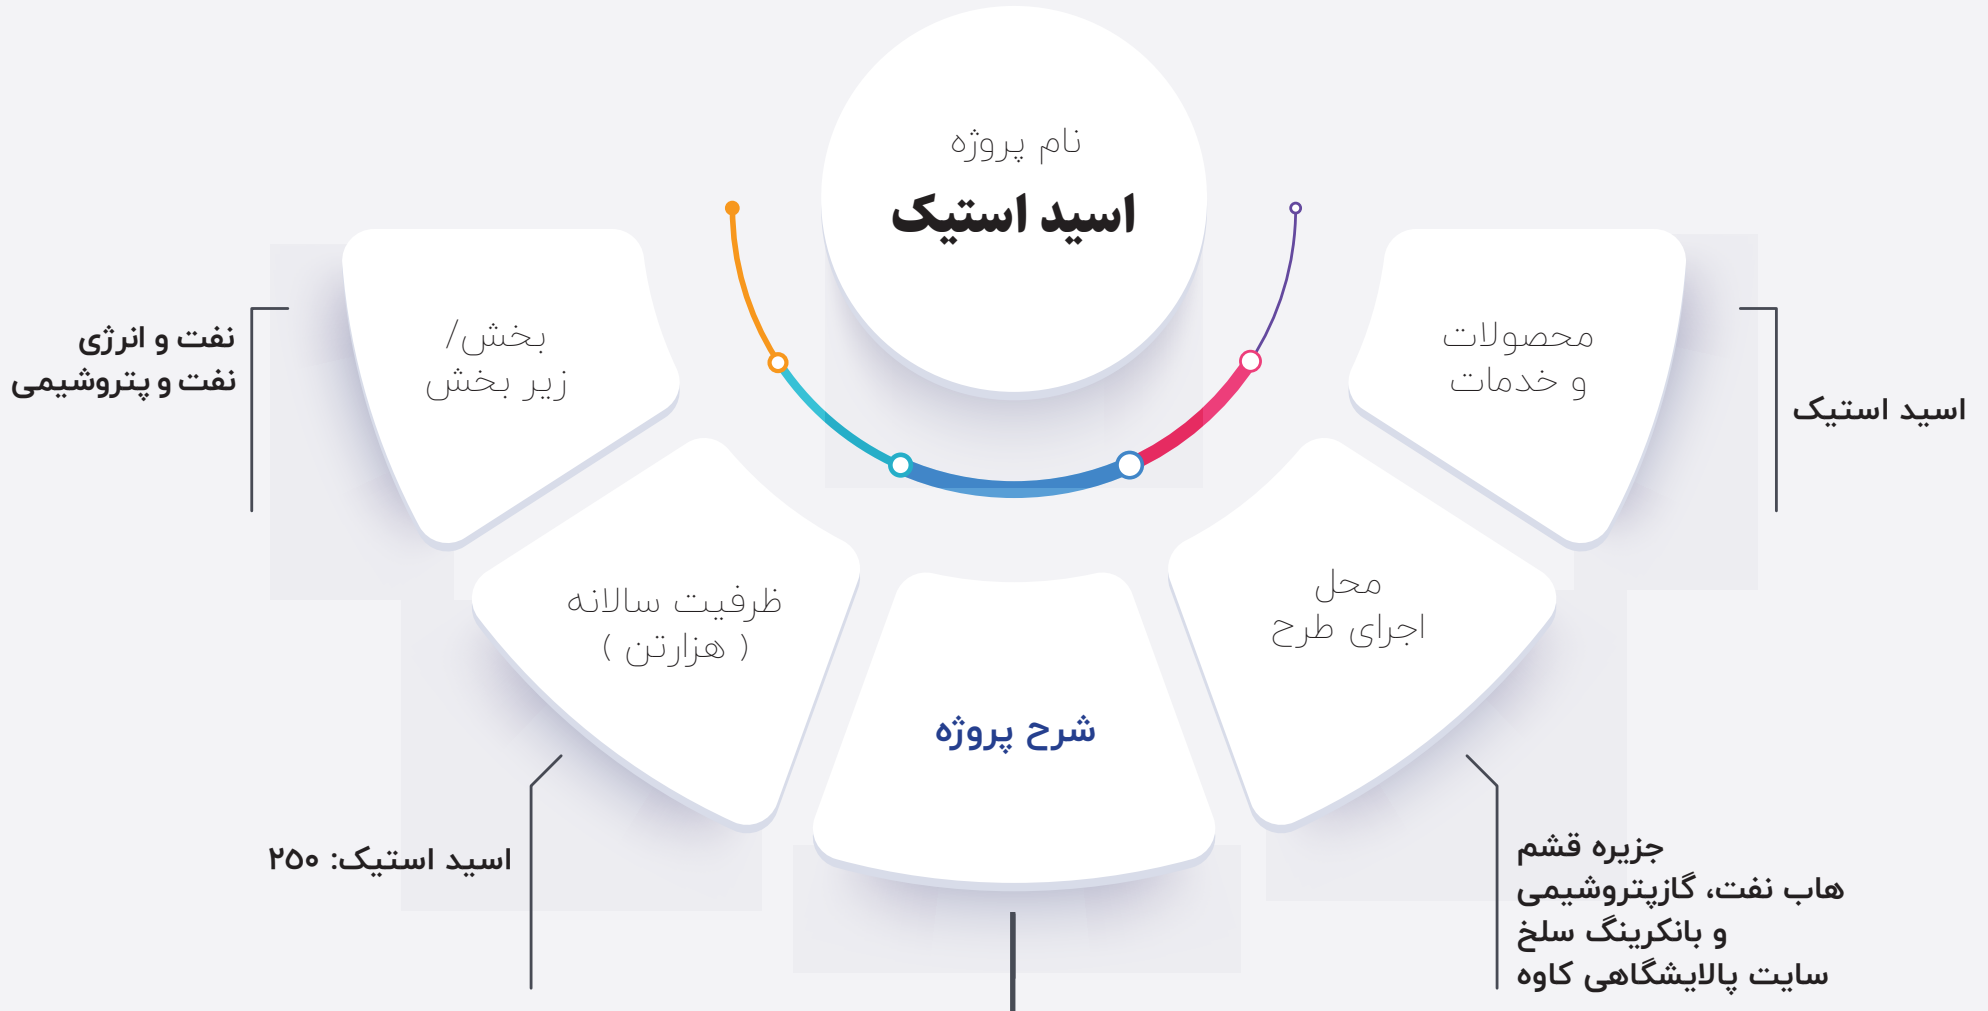 نام پروژه
اسید استیک
محصولات
و خدمات
اسید استیک
محل
اجرای طرح
جزیره قشم
هاب نفت، گازپتروشیمی
و بانکرینگ سلخ
سایت پالایشگاهی کاوه
شرح پروژه
ظرفیت سالانه
( هزارتن )
اسید استیک: ۲۵۰
بخش/
زیر بخش
نفت و انرژی
نفت و پتروشیمی